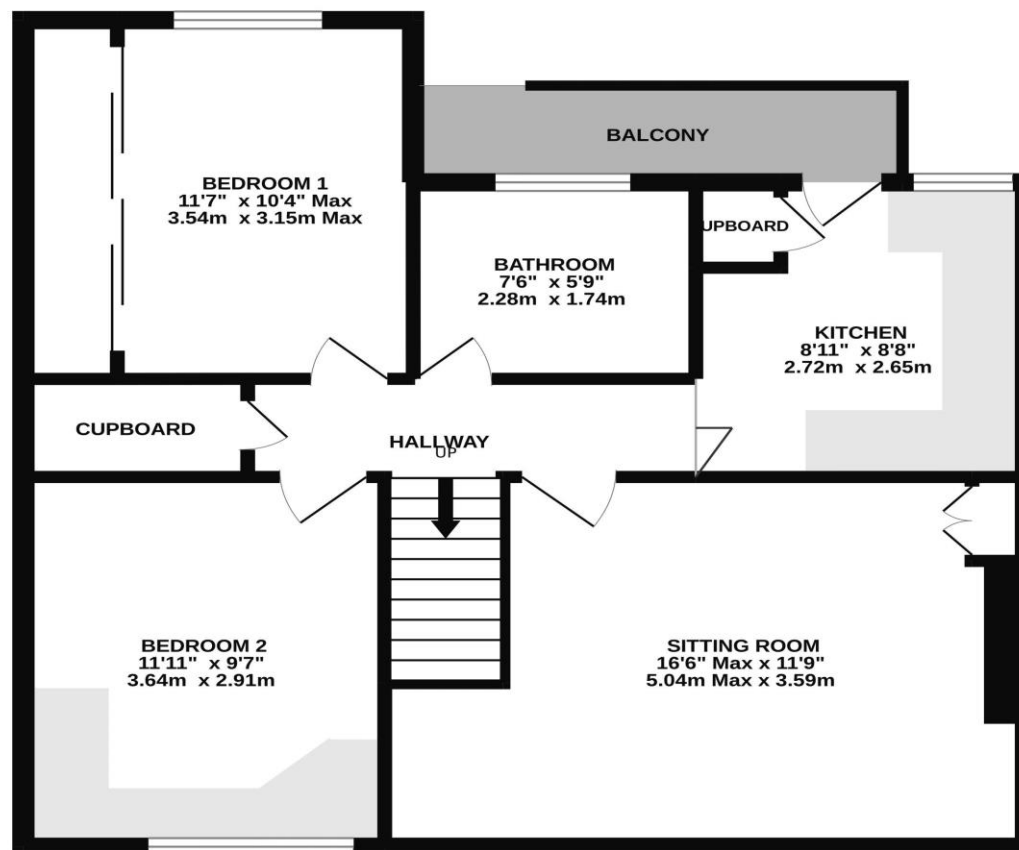 BALCONY
BEDROOM 1
11'7" x 10'4" Max
3.54m x 3.15m Max
UPBOARD
BATHROOM
7'6" x 5'9"
2.28m x 1.74m
KITCHEN
8'11" x 8'8"
2.72m x 2.65m
CUPBOARD
HALLWAY
UP
BEDROOM 2
11'11" x 9'7"
3.64m x 2.91m
SITTING ROOM
16'6" Max x 11'9"
5.04m Max x 3.59m